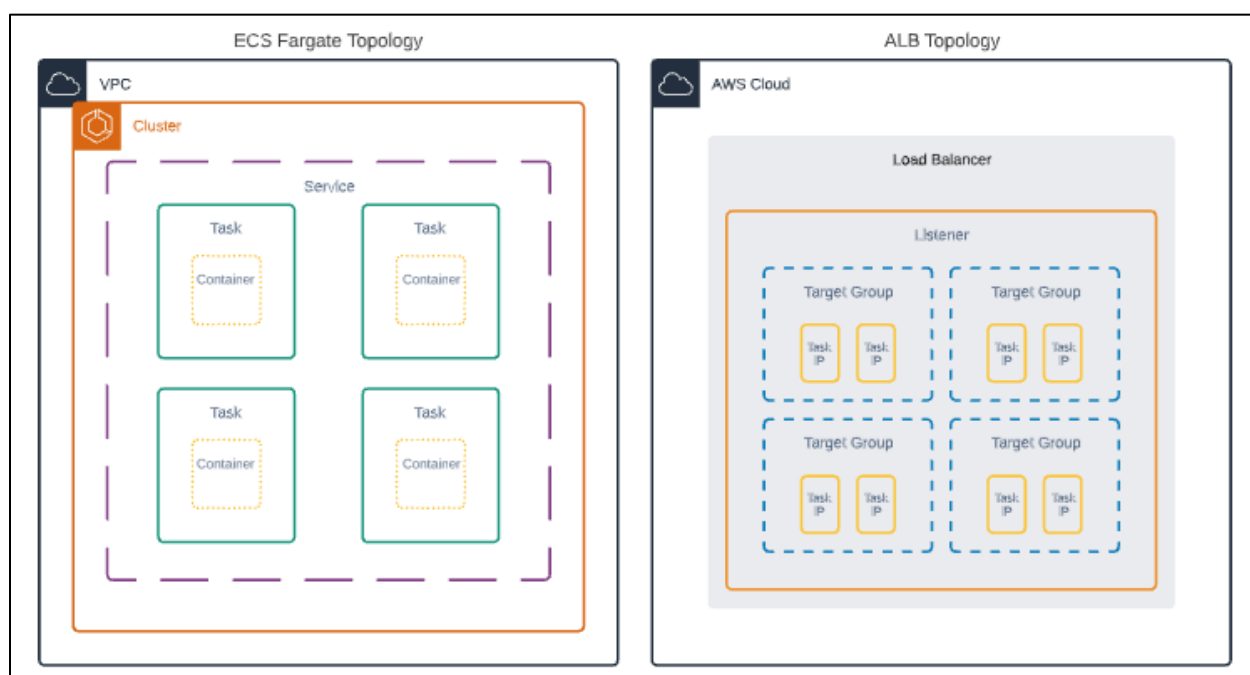 ECS Fargate Topology
VPC
Cluster
Service
Task
Container
Task
Container
Task
Container
Task
Container
ALB Topology
AWS Cloud
Load Balancer
Listener
Target Group
Task
IP
Task
IP
Target Group
Task
IP
Task
IP
Target Group
Task
IP
Task
IP
Target Group
Task
IP
Task
IP